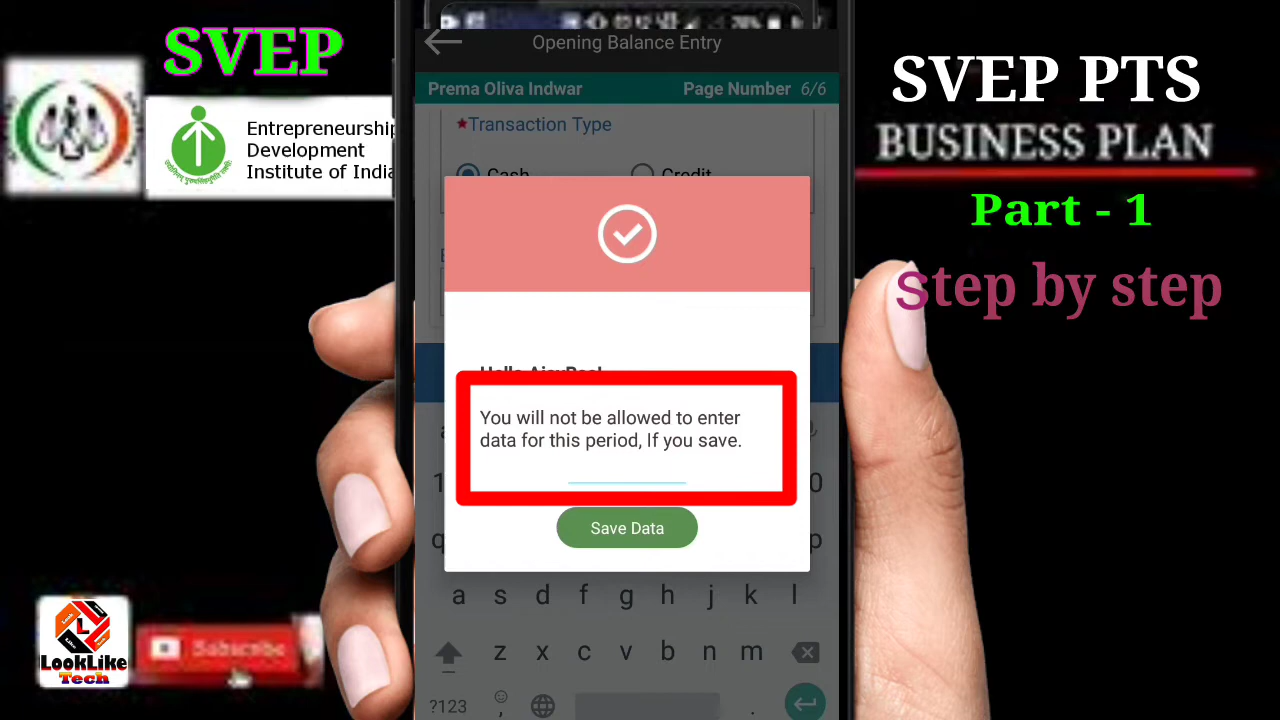 SVEP
Entrepreneurship
Development
Institute of India
Opening Balance Entry
Prema Oliva Indwar
Page Number 6/6
*Transaction Type
Cash
Credit
You will not be allowed to enter
data for this period, If you save.
Save Data
a s d f g h j k l
z x c v b n m
?123 , .
SVEP PTS
BUSINESS PLAN
Part - 1
step by step
L
LookLike
Tech
Subscribe